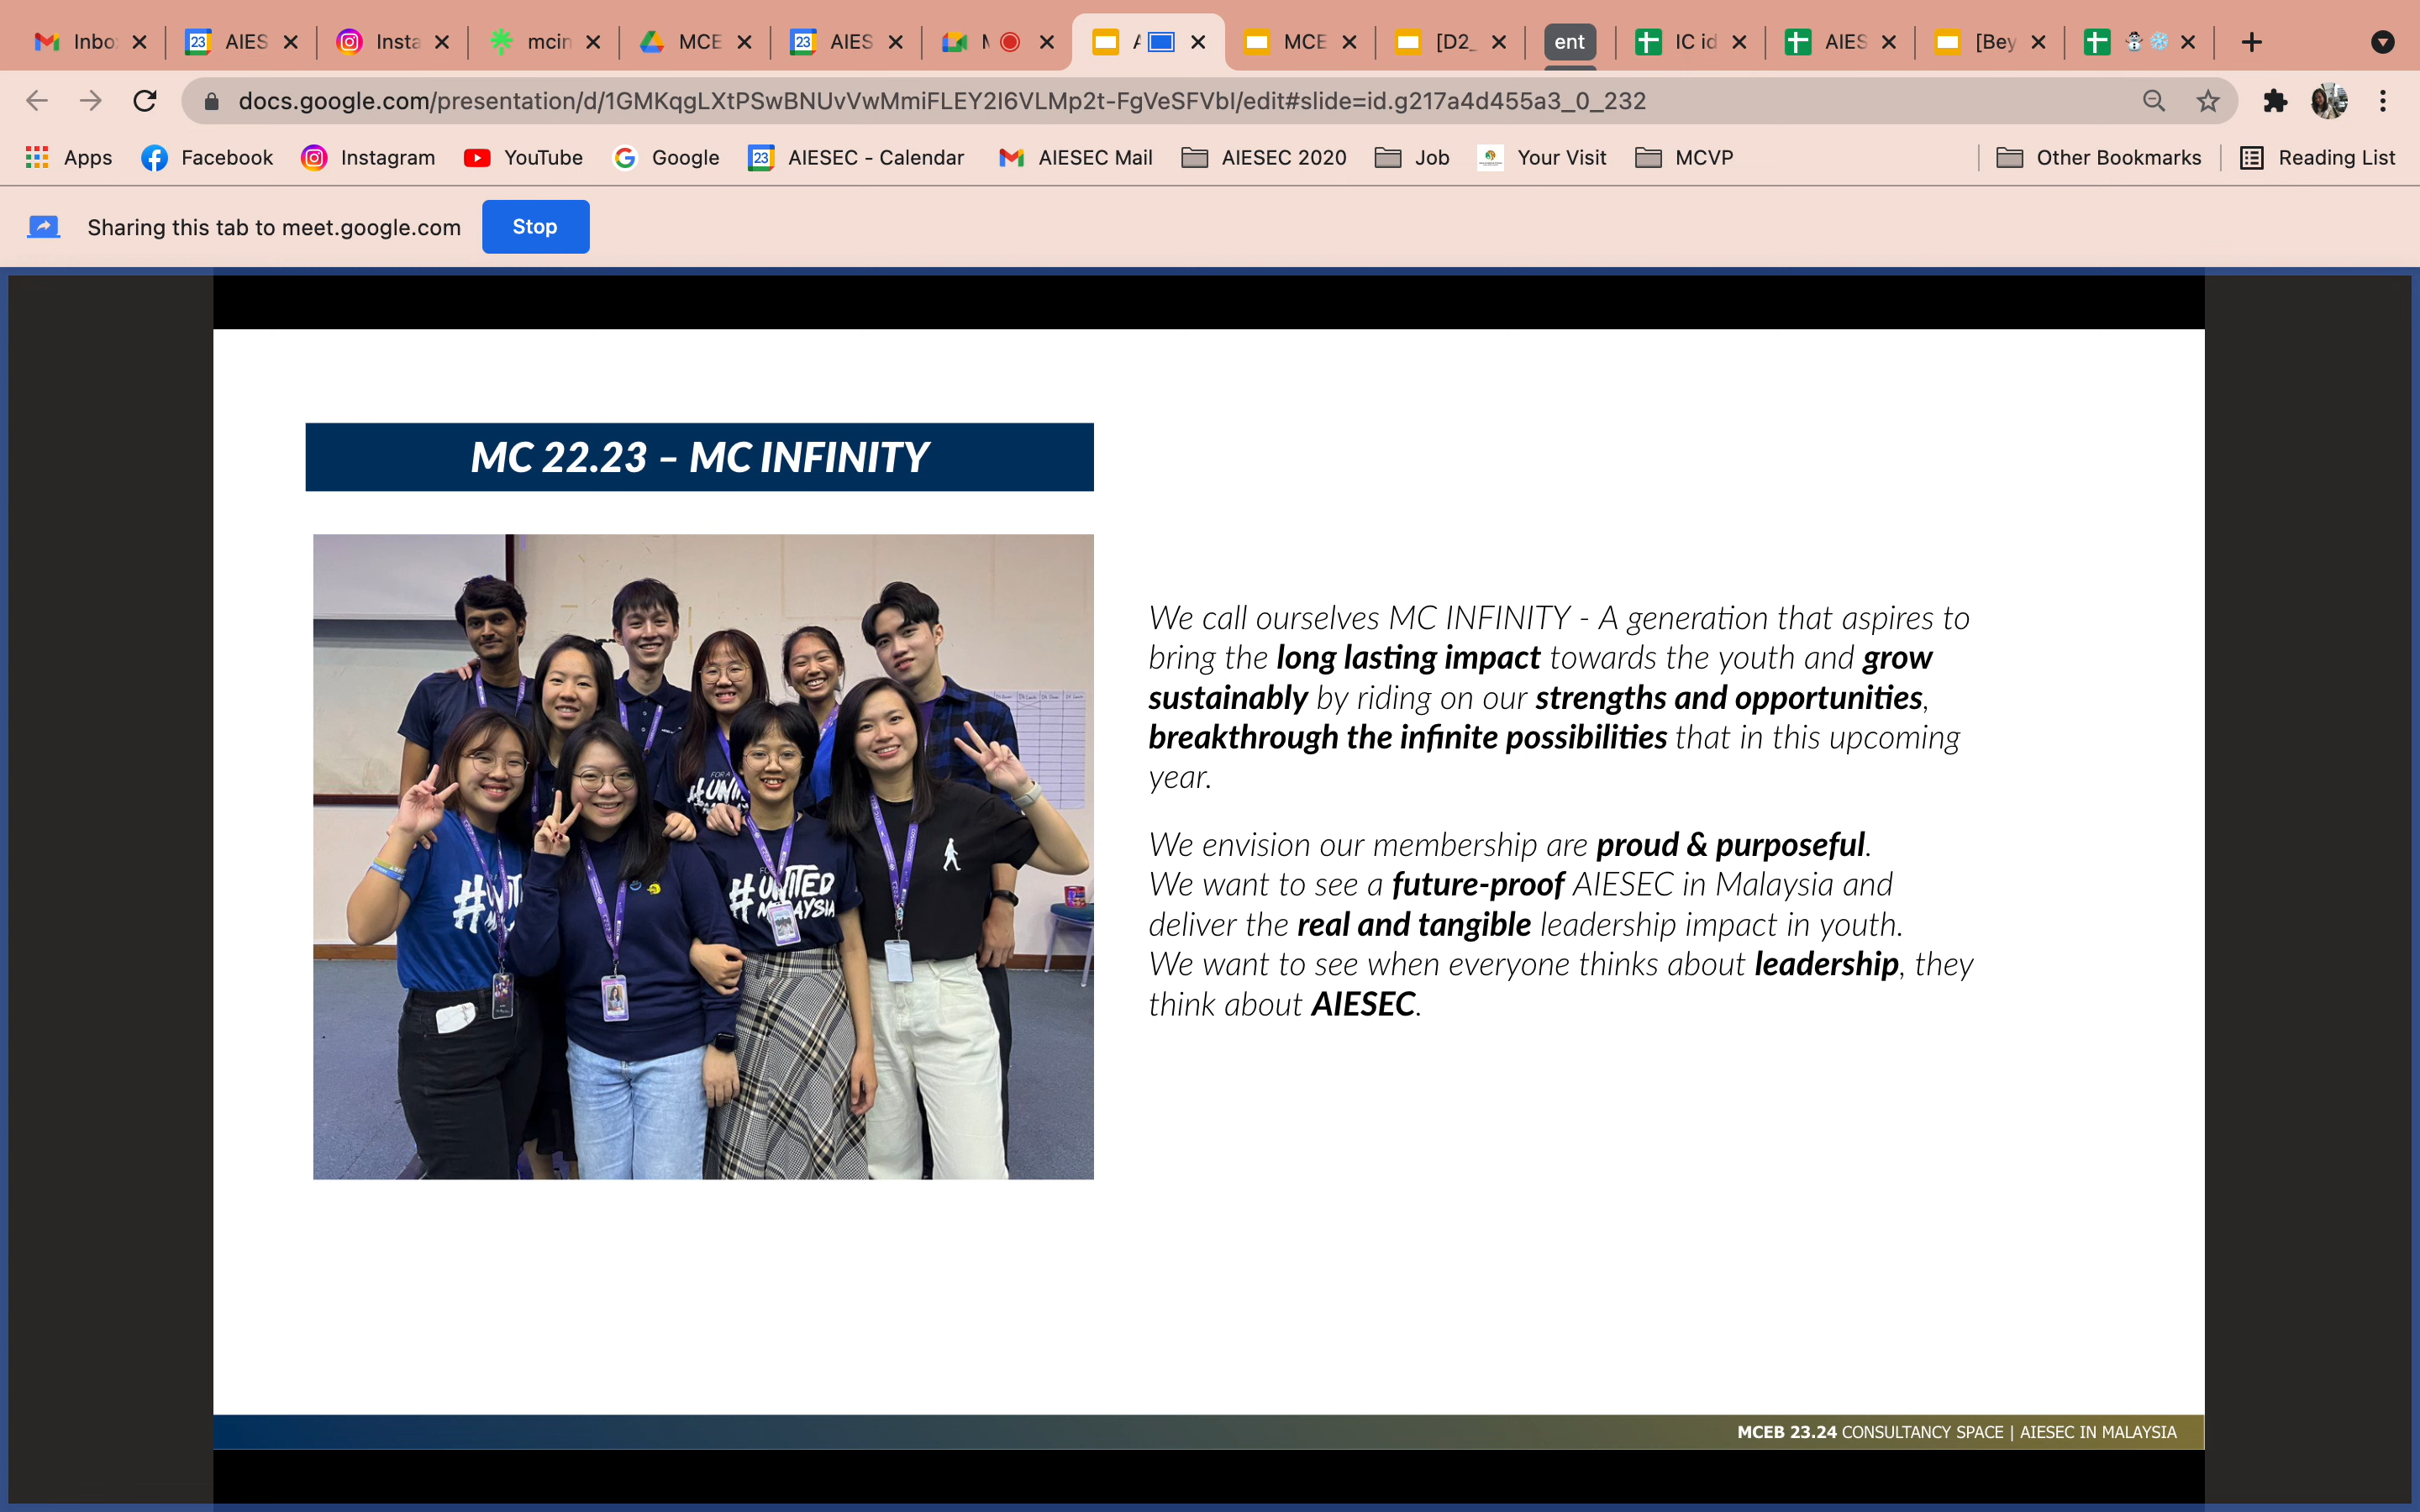 Inbo
AIES
Insta
mcin
MCE
AIES
MCE
[D2_
ent
IC id
AIES
[Bey
docs.google.com/presentation/d/1GMKqgLXtPSwBNUvVwMmiFLEY2I6VLMp2t-FgVeSFVbI/edit#slide=id.g217a4d455a3_0_232
Apps
Facebook
Instagram
YouTube
Google
AIESEC - Calendar
AIESEC Mail
AIESEC 2020
Job
Your Visit
MCVP
Other Bookmarks
Reading List
Sharing this tab to meet.google.com
Stop
MC 22.23 – MC INFINITY
We call ourselves MC INFINITY - A generation that aspires to
bring the long lasting impact towards the youth and grow
sustainably by riding on our strengths and opportunities,
breakthrough the infinite possibilities that in this upcoming
year.
We envision our membership are proud & purposeful.
We want to see a future-proof AIESEC in Malaysia and
deliver the real and tangible leadership impact in youth.
We want to see when everyone thinks about leadership, they
think about AIESEC.
#UNITED
MALAYSIA
MCEB 23.24 CONSULTANCY SPACE | AIESEC IN MALAYSIA